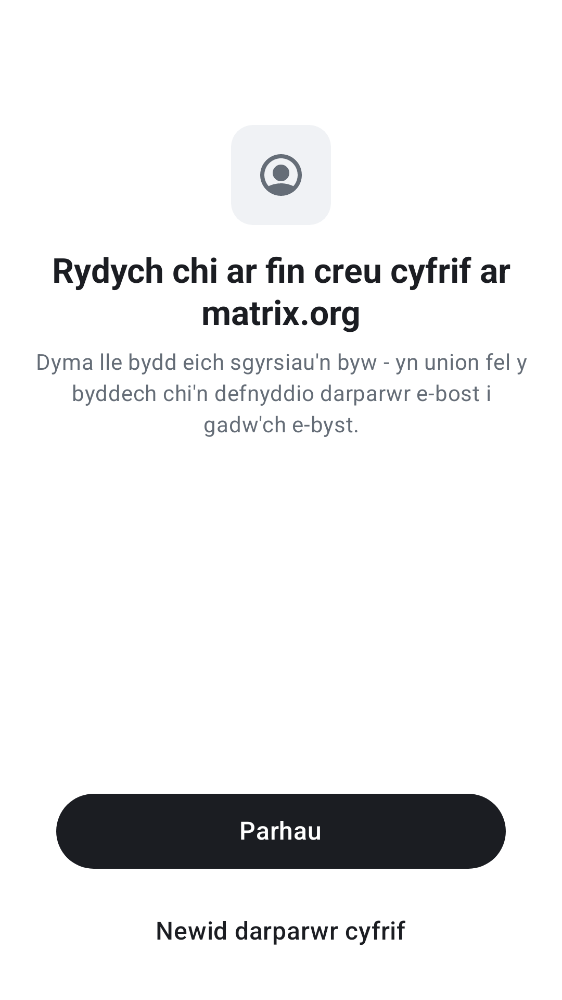 Rydych chi ar fin creu cyfrif ar
matrix.org
Dyma lle bydd eich sgyrsiau'n byw - yn union fel y
byddech chi'n defnyddio darparwr e-bost i
gadw'ch e-byst.
Parhau
Newid darparwr cyfrif